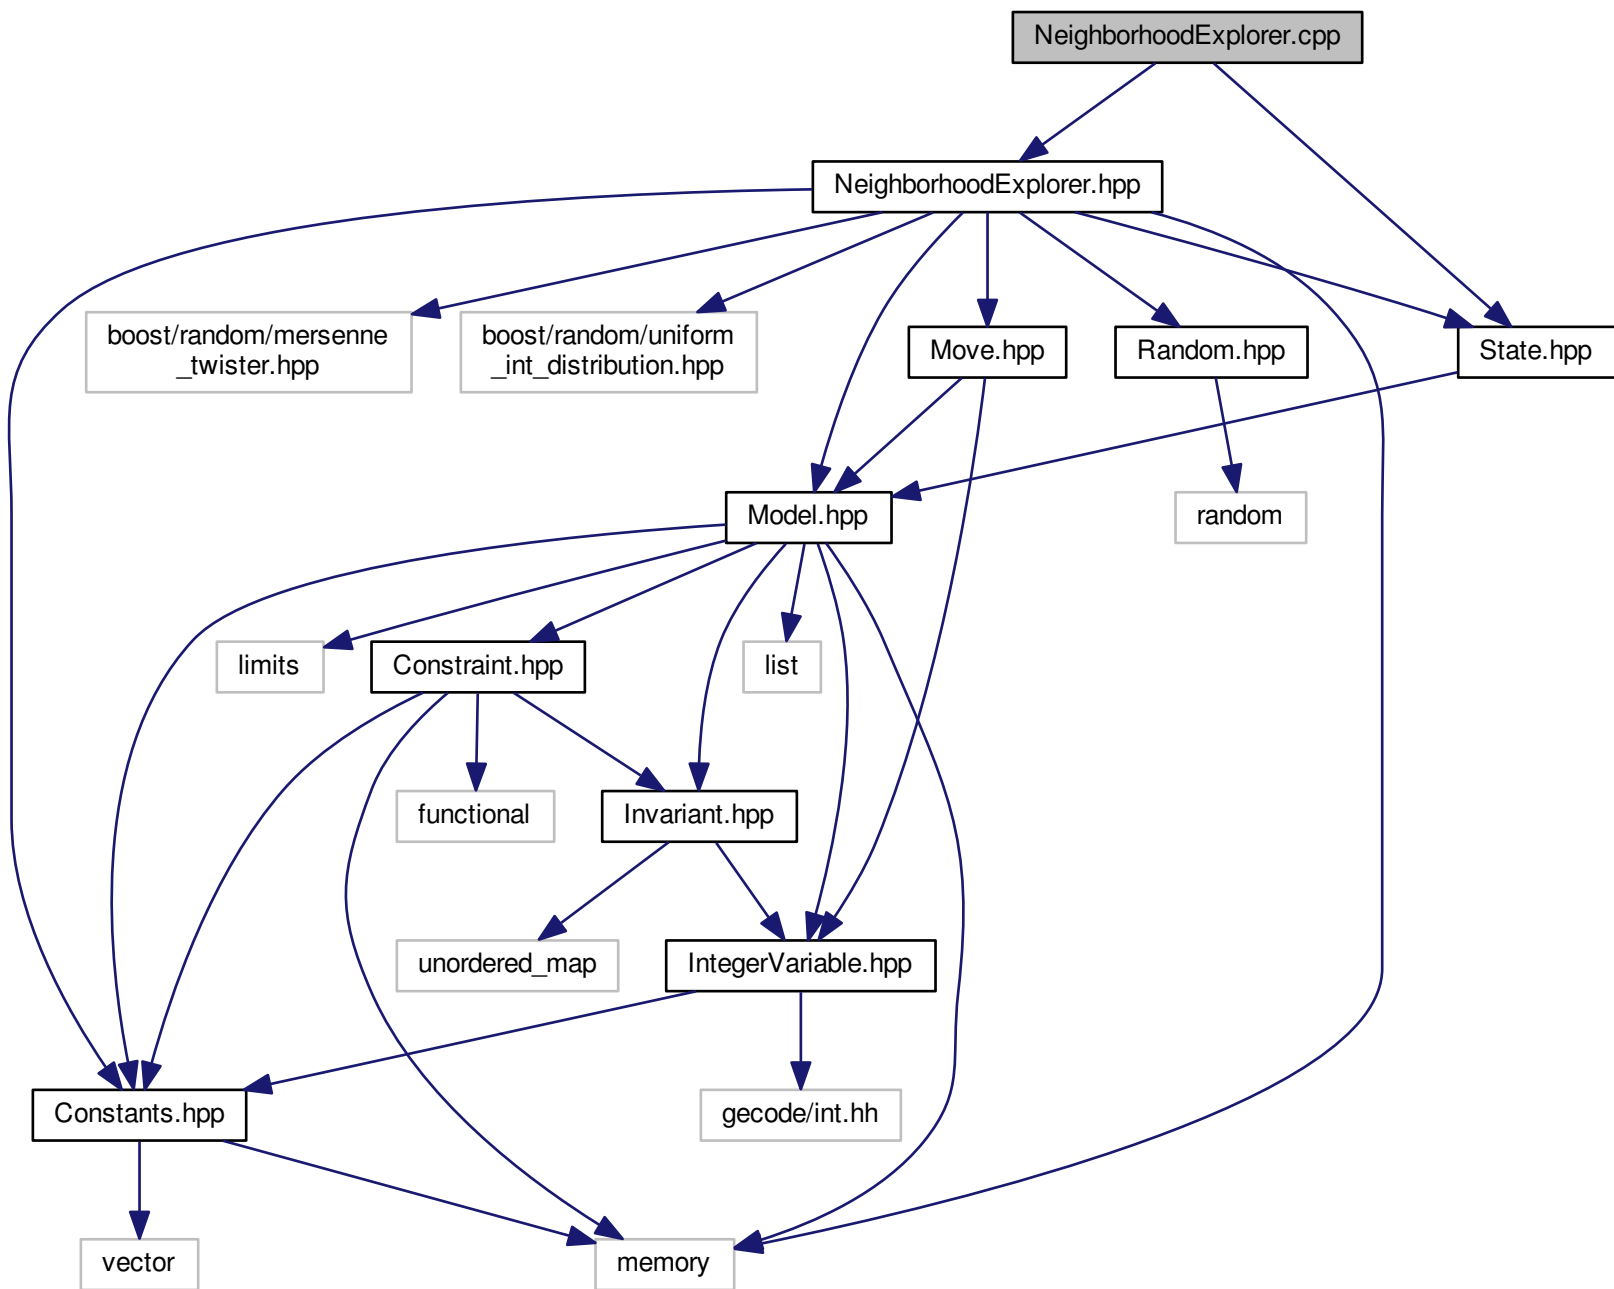 NeighborhoodExplorer.cpp
NeighborhoodExplorer.hpp
boost/random/mersenne
_twister.hpp
boost/random/uniform
_int_distribution.hpp
Move.hpp
Random.hpp
State.hpp
Model.hpp
random
limits
Constraint.hpp
list
functional
Invariant.hpp
unordered_map
IntegerVariable.hpp
Constants.hpp
gecode/int.hh
vector
memory